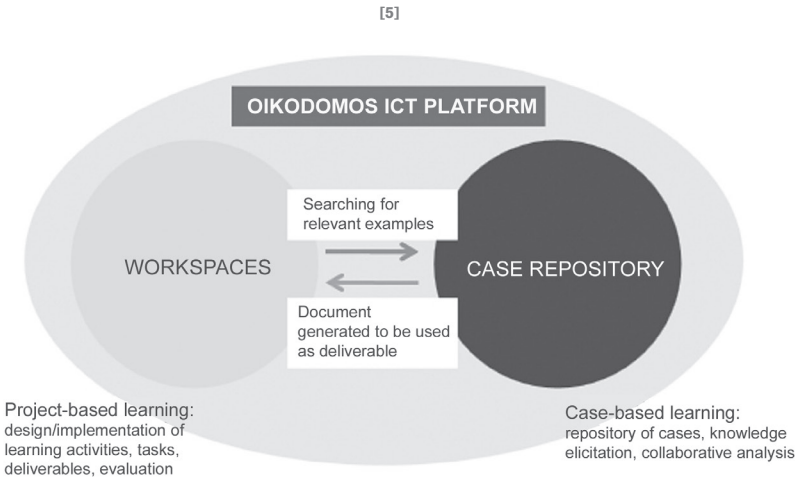 [5]
OIKODOMOS ICT PLATFORM
Searching for
relevant examples
WORKSPACES
CASE REPOSITORY
Document
generated to be used
as deliverable
Project-based learning:
design/implementation of
learning activities, tasks,
deliverables, evaluation
Case-based learning:
repository of cases, knowledge
elicitation, collaborative analysis